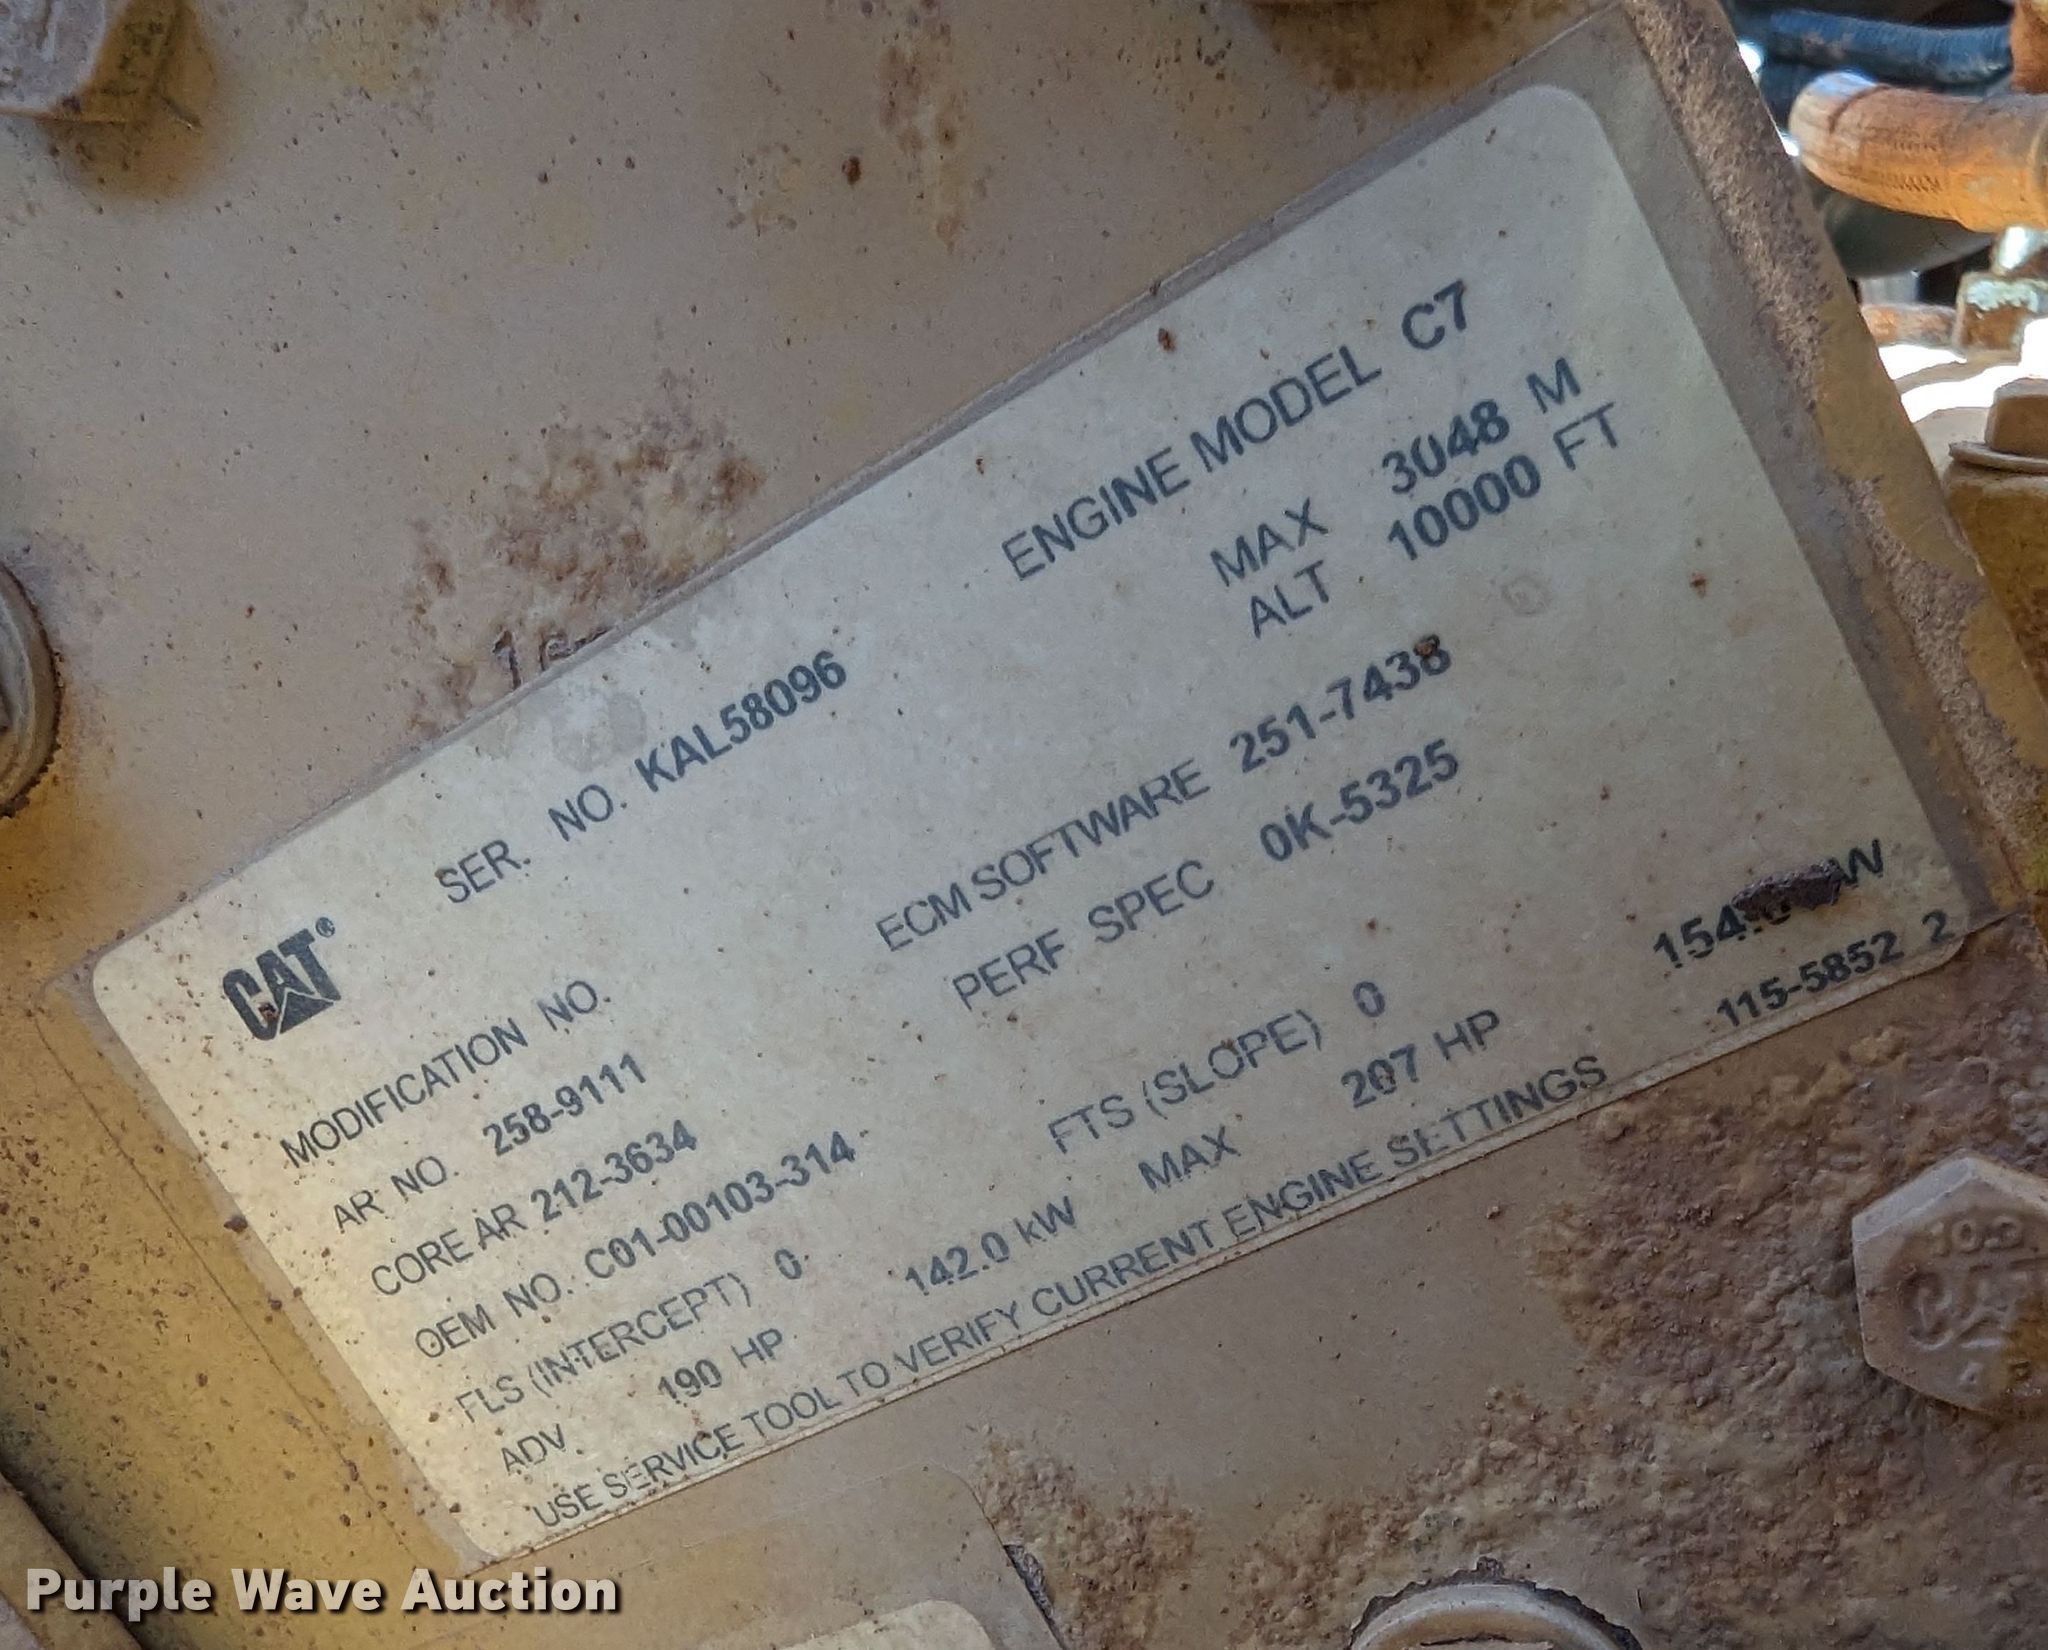 CAT® SER. NO. KAL58096 ENGINE MODEL C7
MODIFICATION NO. MAX 3048 M
ALT 10000 FT
AR NO. 258-9111 ECM SOFTWARE 251-7438
CORE AR 212-3634 PERF SPEC 0K-5325
OEM NO. C01-00103-314
FLS (INTERCEPT) 0 FTS (SLOPE) 0
ADV. 190 HP 142.0 kW MAX 207 HP
USE SERVICE TOOL TO VERIFY CURRENT ENGINE SETTINGS 115-5852 2
10.9
CAT
Purple Wave Auction